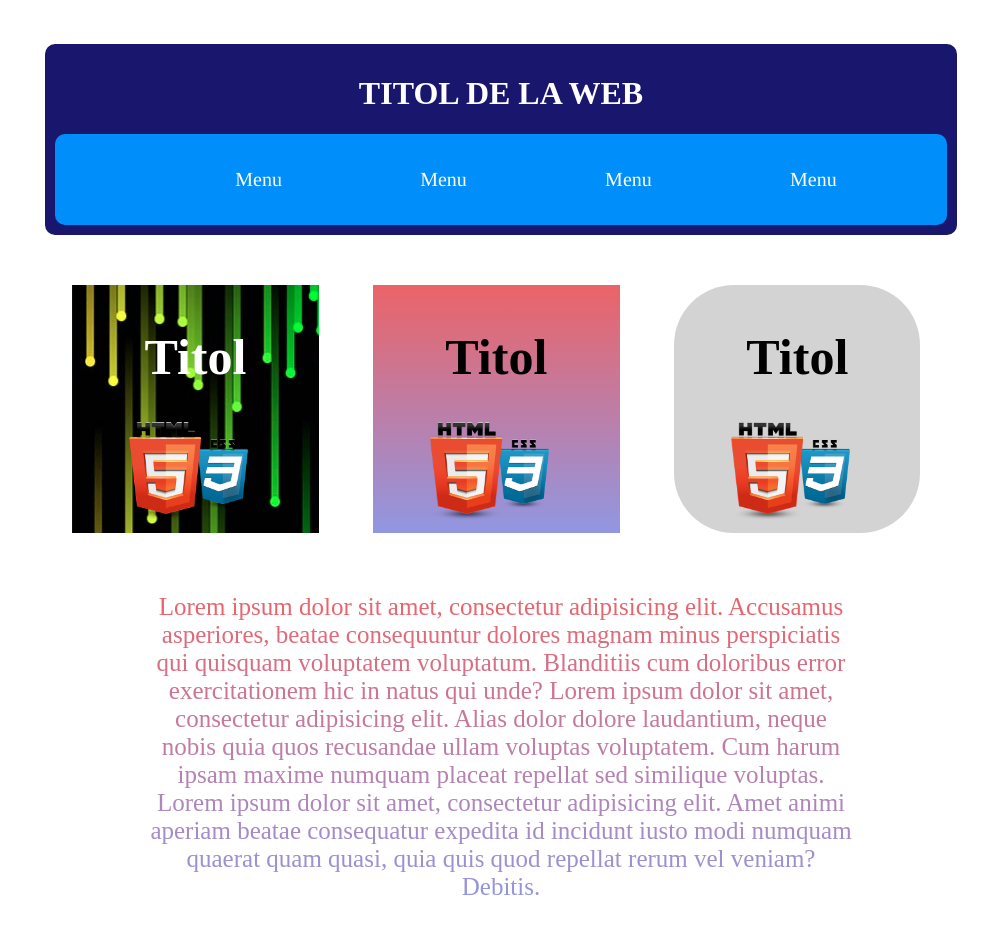 TITOL DE LA WEB
Menu Menu Menu Menu
Titol Titol Titol
HTML HTML HTML
CSS CSS CSS
5 3 5 3 5 3
Lorem ipsum dolor sit amet, consectetur adipisicing elit. Accusamus
asperiores, beatae consequuntur dolores magnam minus perspiciatis
qui quisquam voluptatem voluptatum. Blanditiis cum doloribus error
exercitationem hic in natus qui unde? Lorem ipsum dolor sit amet,
consectetur adipisicing elit. Alias dolor dolore laudantium, neque
nobis quia quos recusandae ullam voluptas voluptatem. Cum harum
ipsam maxime numquam placeat repellat sed similique voluptas.
Lorem ipsum dolor sit amet, consectetur adipisicing elit. Amet animi
aperiam beatae consequatur expedita id incidunt iusto modi numquam
quaerat quam quasi, quia quis quod repellat rerum vel veniam?
Debitis.